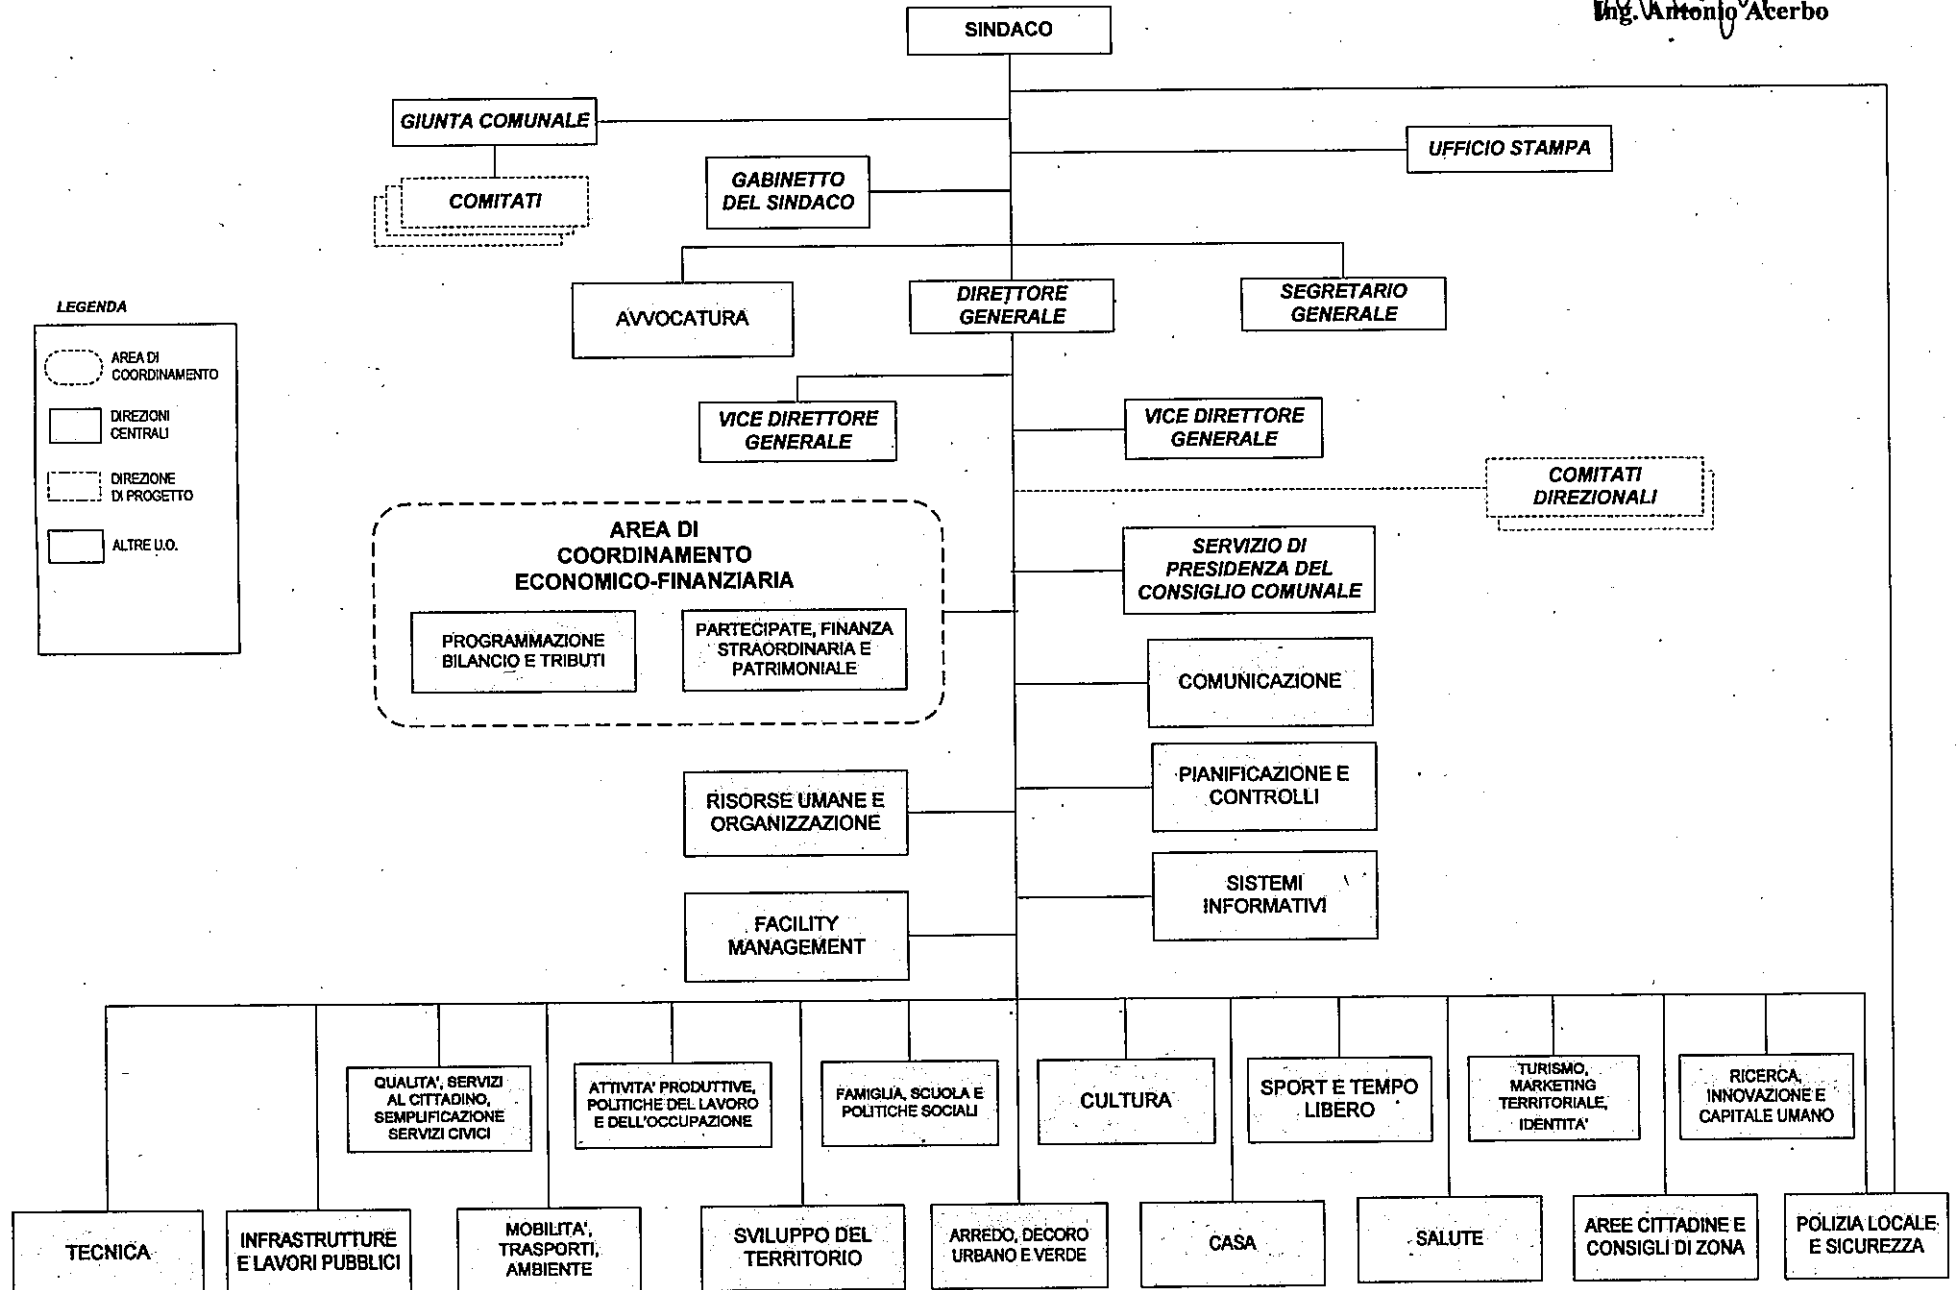 Ing. Antonio Acerbo
SINDACO
GIUNTA COMUNALE
UFFICIO STAMPA
COMITATI
GABINETTO
DEL SINDACO
AVVOCATURA
DIRETTORE
GENERALE
SEGRETARIO
GENERALE
LEGENDA
AREA DI
COORDINAMENTO
DIREZIONI
CENTRALI
DIREZIONE
DI PROGETTO
ALTRE U.O.
VICE DIRETTORE
GENERALE
VICE DIRETTORE
GENERALE
COMITATI
DIREZIONALI
AREA DI
COORDINAMENTO
ECONOMICO-FINANZIARIA
PROGRAMMAZIONE
BILANCIO E TRIBUTI
PARTECIPATE, FINANZA
STRAORDINARIA E
PATRIMONIALE
SERVIZIO DI
PRESIDENZA DEL
CONSIGLIO COMUNALE
COMUNICAZIONE
PIANIFICAZIONE E
CONTROLLI
RISORSE UMANE E
ORGANIZZAZIONE
SISTEMI
INFORMATIVI
FACILITY
MANAGEMENT
QUALITA', SERVIZI
AL CITTADINO,
SEMPLIFICAZIONE
SERVIZI CIVICI
ATTIVITA' PRODUTTIVE,
POLITICHE DEL LAVORO
E DELL'OCCUPAZIONE
FAMIGLIA, SCUOLA E
POLITICHE SOCIALI
CULTURA
SPORT E TEMPO
LIBERO
TURISMO,
MARKETING
TERRITORIALE,
IDENTITA'
RICERCA,
INNOVAZIONE E
CAPITALE UMANO
TECNICA
INFRASTRUTTURE
E LAVORI PUBBLICI
MOBILITA',
TRASPORTI,
AMBIENTE
SVILUPPO DEL
TERRITORIO
ARREDO, DECORO
URBANO E VERDE
CASA
SALUTE
AREE CITTADINE E
CONSIGLI DI ZONA
POLIZIA LOCALE
E SICUREZZA